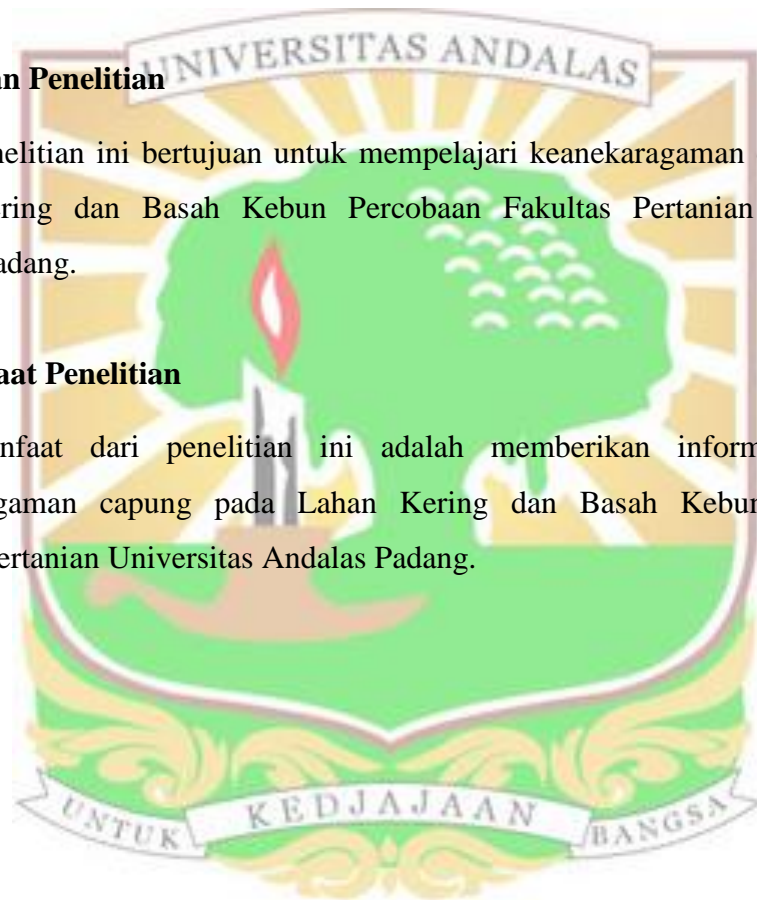 UNIVERSITAS ANDALAS
an Penelitian
nelitian ini bertujuan untuk mempelajari keanekaragaman
ering dan Basah Kebun Percobaan Fakultas Pertanian
adang.
aat Penelitian
nfaat dari penelitian ini adalah memberikan inform
agaman capung pada Lahan Kering dan Basah Kebun
ertanian Universitas Andalas Padang.
UNTUK KEDJAJAAN BANGSA